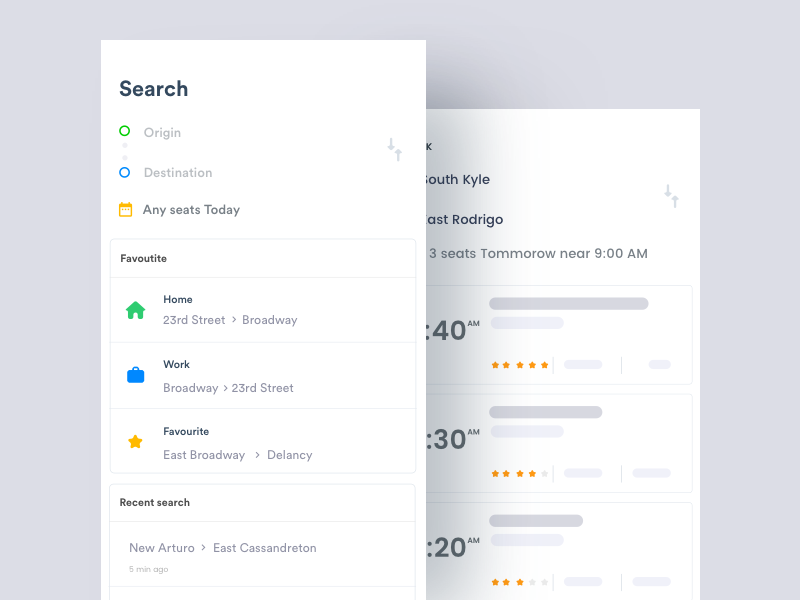 Search
Origin
Destination
Any seats Today
Favoutite
Home
23rd Street > Broadway
Work
Broadway > 23rd Street
Favourite
East Broadway > Delancy
Recent search
New Arturo > East Cassandreton
5 min ago
K
South Kyle
ast Rodrigo
3 seats Tommorow near 9:00 AM
:40 AM
:30 AM
:20 AM